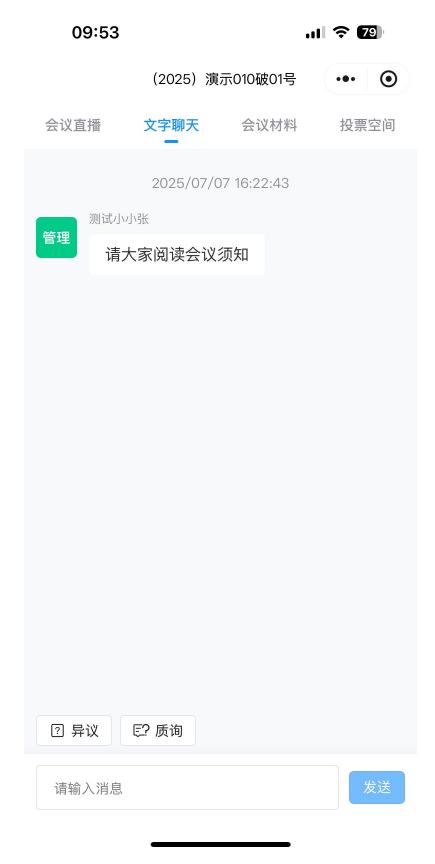 09:53
79
（2025）演示010破01号
会议直播 文字聊天 会议材料 投票空间
2025/07/07 16:22:43
管理
测试小小张
请大家阅读会议须知
异议 质询
请输入消息 发送